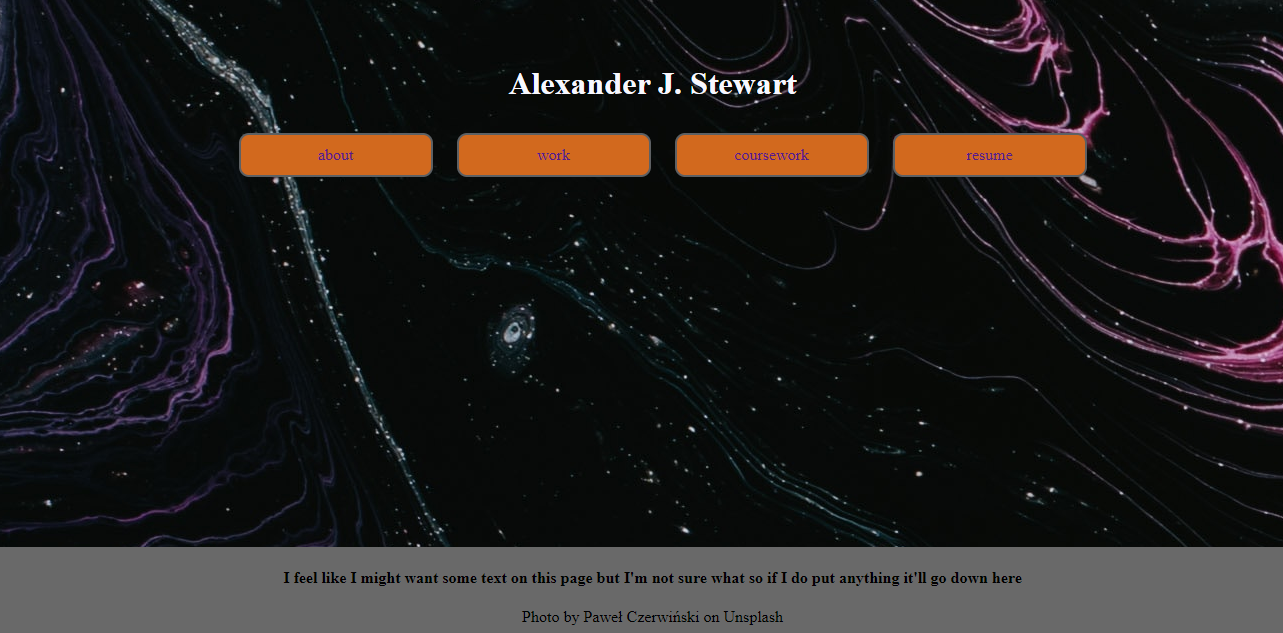 Alexander J. Stewart
about work coursework resume
I feel like I might want some text on this page but I'm not sure what so if I do put anything it'll go down here
Photo by Paweł Czerwiński on Unsplash